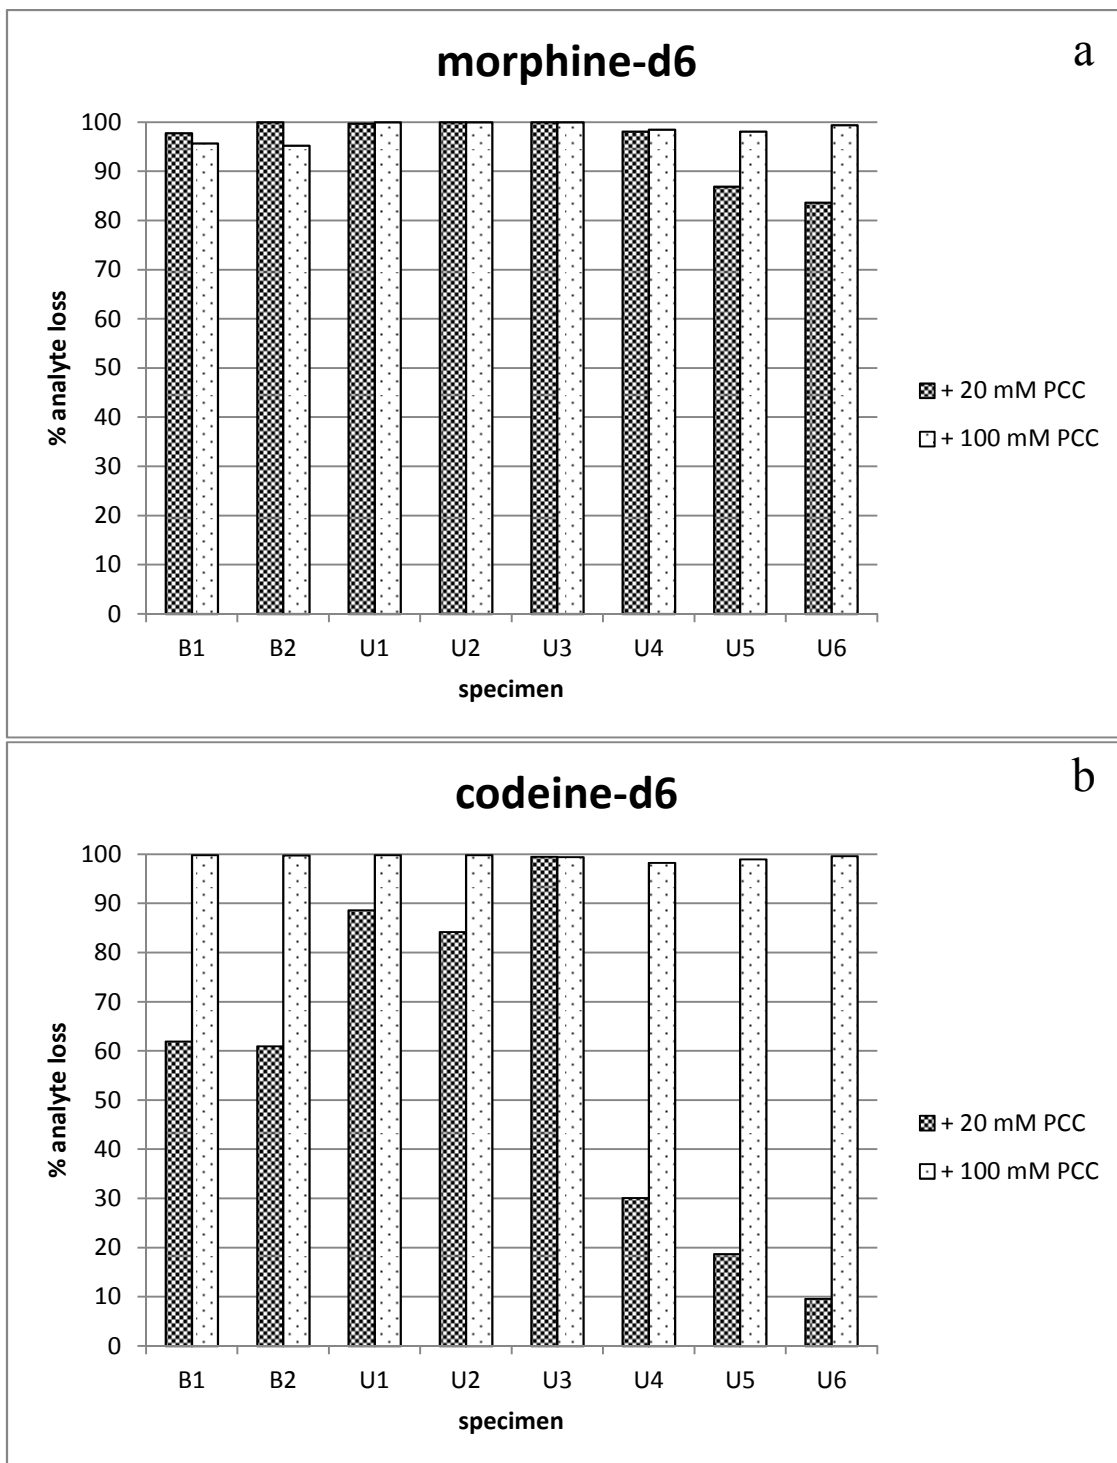 a
morphine-d6
100
90
80
70
60
50
40
30
20
10
0
% analyte loss
B1 B2 U1 U2 U3 U4 U5 U6
specimen
+ 20 mM PCC
+ 100 mM PCC
b
codeine-d6
100
90
80
70
60
50
40
30
20
10
0
% analyte loss
B1 B2 U1 U2 U3 U4 U5 U6
specimen
+ 20 mM PCC
+ 100 mM PCC